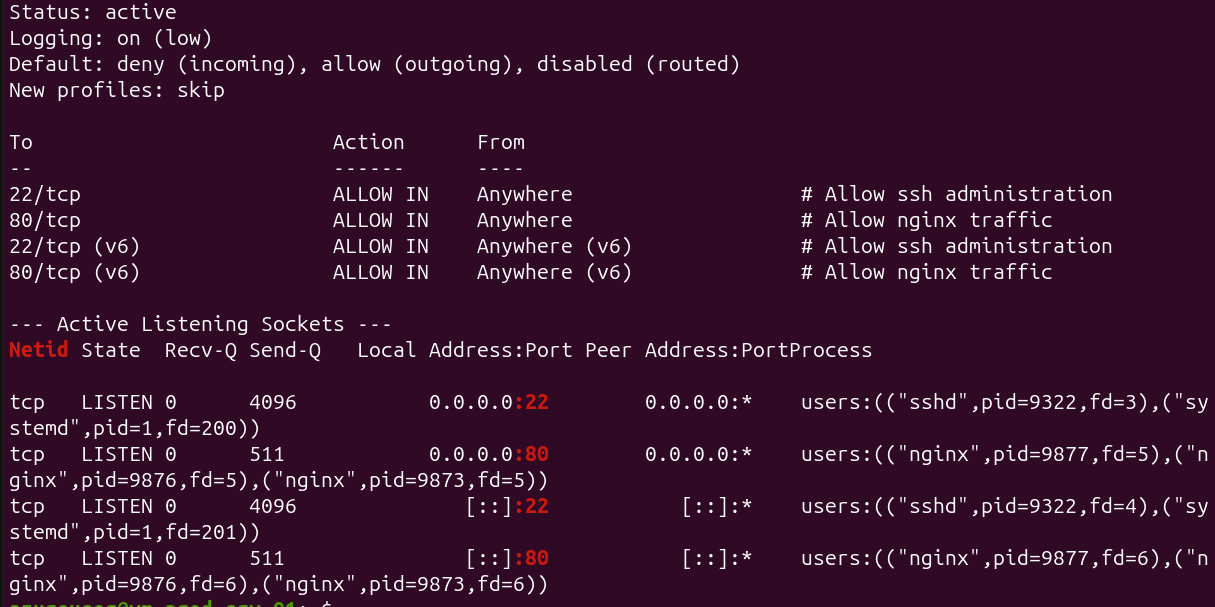 Status: active
Logging: on (low)
Default: deny (incoming), allow (outgoing), disabled (routed)
New profiles: skip
To                         Action      From
--                         ------      ----
22/tcp                     ALLOW IN    Anywhere                   # Allow ssh administration
80/tcp                     ALLOW IN    Anywhere                   # Allow nginx traffic
22/tcp (v6)                ALLOW IN    Anywhere (v6)              # Allow ssh administration
80/tcp (v6)                ALLOW IN    Anywhere (v6)              # Allow nginx traffic
--- Active Listening Sockets ---
Netid State  Recv-Q Send-Q   Local Address:Port Peer Address:PortProcess
tcp   LISTEN 0      4096           0.0.0.0:22        0.0.0.0:*    users:(("sshd",pid=9322,fd=3),("sy
stemd",pid=1,fd=200))
tcp   LISTEN 0      511            0.0.0.0:80        0.0.0.0:*    users:(("nginx",pid=9877,fd=5),("n
ginx",pid=9876,fd=5),("nginx",pid=9873,fd=5))
tcp   LISTEN 0      4096              [::]:22           [::]:*    users:(("sshd",pid=9322,fd=4),("sy
stemd",pid=1,fd=201))
tcp   LISTEN 0      511               [::]:80           [::]:*    users:(("nginx",pid=9877,fd=6),("n
ginx",pid=9876,fd=6),("nginx",pid=9873,fd=6))